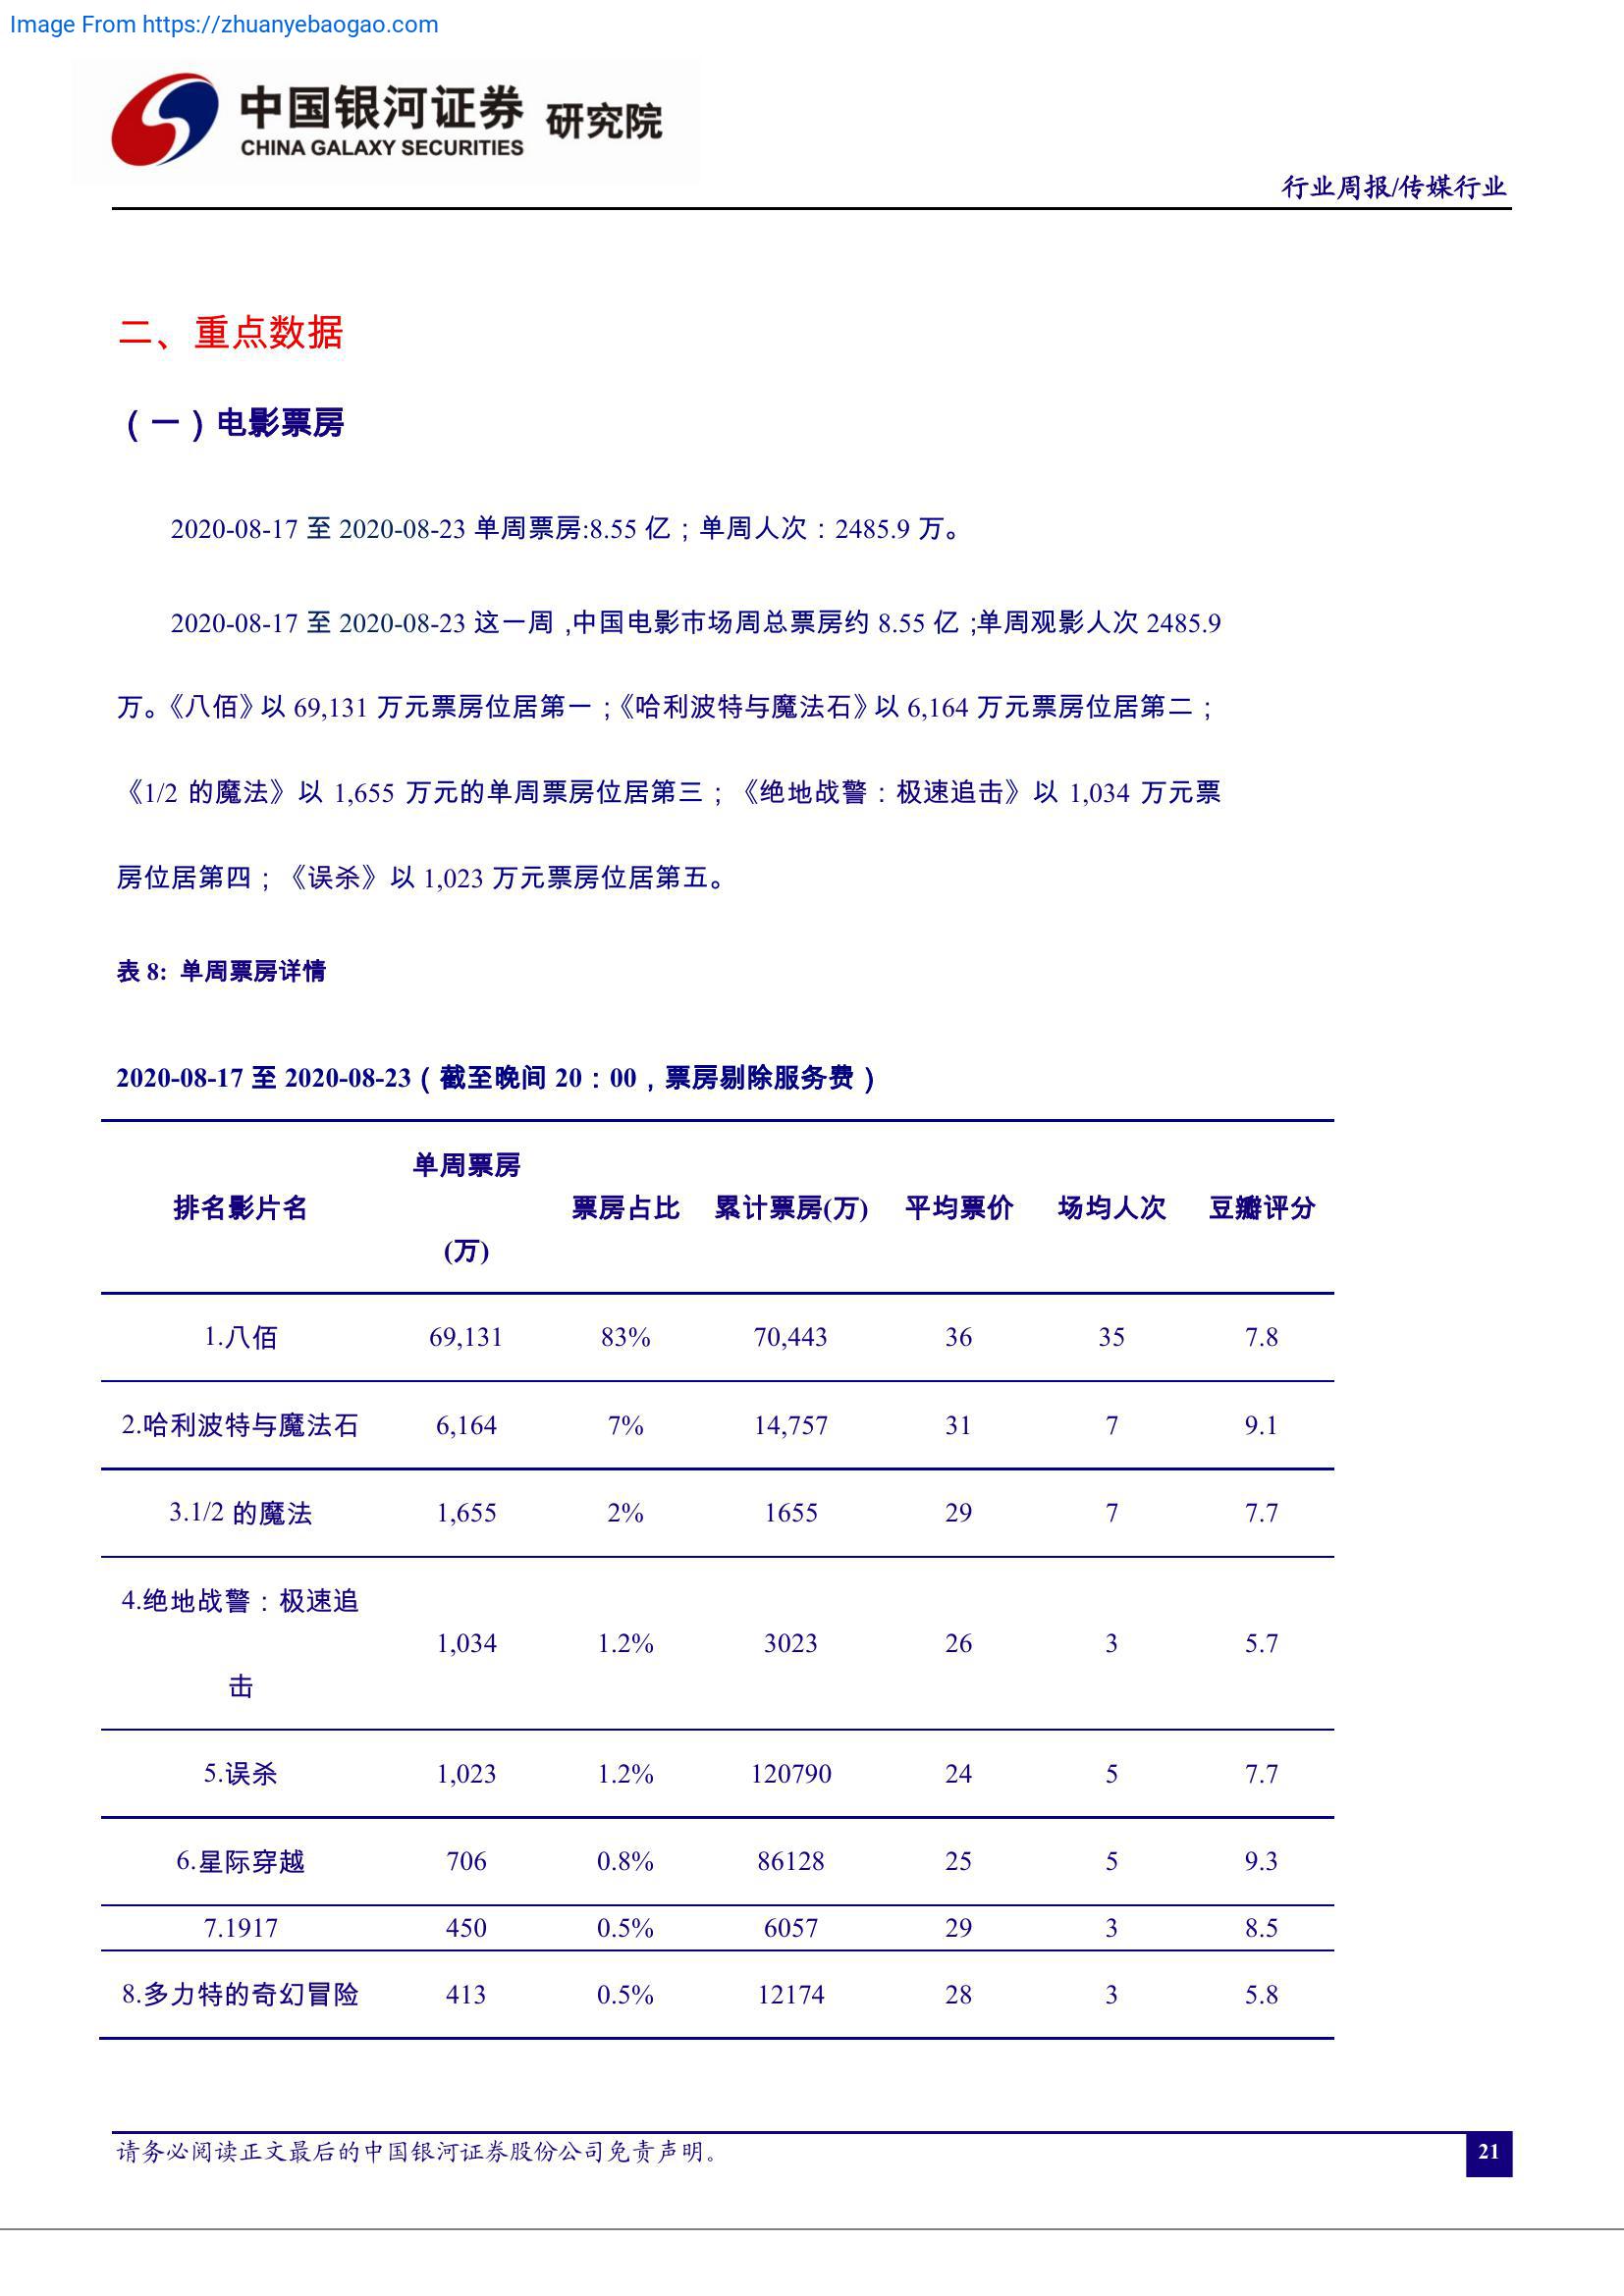 Image From https://zhuanyebaogao.com
中国银河证券 研究院
CHINA GALAXY SECURITIES
行业周报/传媒行业
二、重点数据
（一）电影票房
2020-08-17 至 2020-08-23 单周票房:8.55 亿；单周人次：2485.9 万。
2020-08-17 至 2020-08-23 这一周，中国电影市场周总票房约 8.55 亿；单周观影人次 2485.9
万。《八佰》以 69,131 万元票房位居第一；《哈利波特与魔法石》以 6,164 万元票房位居第二；
《1/2 的魔法》以 1,655 万元的单周票房位居第三；《绝地战警：极速追击》以 1,034 万元票
房位居第四；《误杀》以 1,023 万元票房位居第五。
表 8: 单周票房详情
2020-08-17 至 2020-08-23（截至晚间 20：00，票房剔除服务费）
单周票房
排名影片名 票房占比 累计票房(万) 平均票价 场均人次 豆瓣评分
(万)
1.八佰 69,131 83% 70,443 36 35 7.8
2.哈利波特与魔法石 6,164 7% 14,757 31 7 9.1
3.1/2 的魔法 1,655 2% 1655 29 7 7.7
4.绝地战警：极速追
1,034 1.2% 3023 26 3 5.7
击
5.误杀 1,023 1.2% 120790 24 5 7.7
6.星际穿越 706 0.8% 86128 25 5 9.3
7.1917 450 0.5% 6057 29 3 8.5
8.多力特的奇幻冒险 413 0.5% 12174 28 3 5.8
请务必阅读正文最后的中国银河证券股份公司免责声明。
21